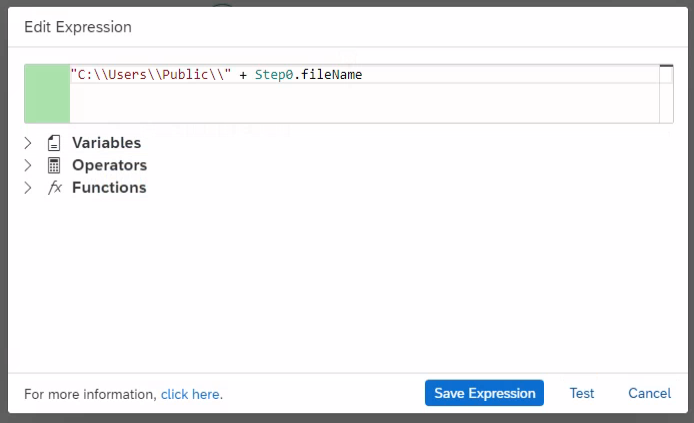 Edit Expression
"C:\\Users\\Public\\" + Step0.fileName
Variables
Operators
fx Functions
For more information, click here.
Save Expression
Test
Cancel